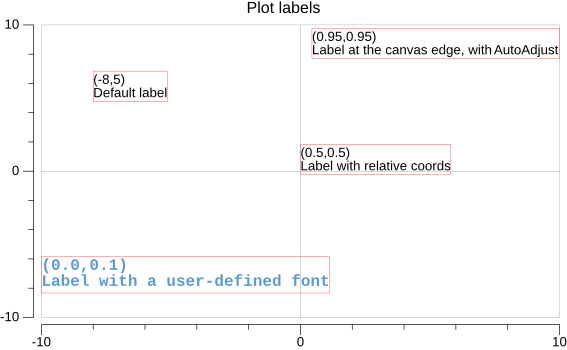 Plot labels
10
(0.95,0.95)
Label at the canvas edge, with AutoAdjust
(-8,5)
Default label
(0.5,0.5)
Label with relative coords
0
(0.0,0.1)
Label with a user-defined font
-10
-10
0
10